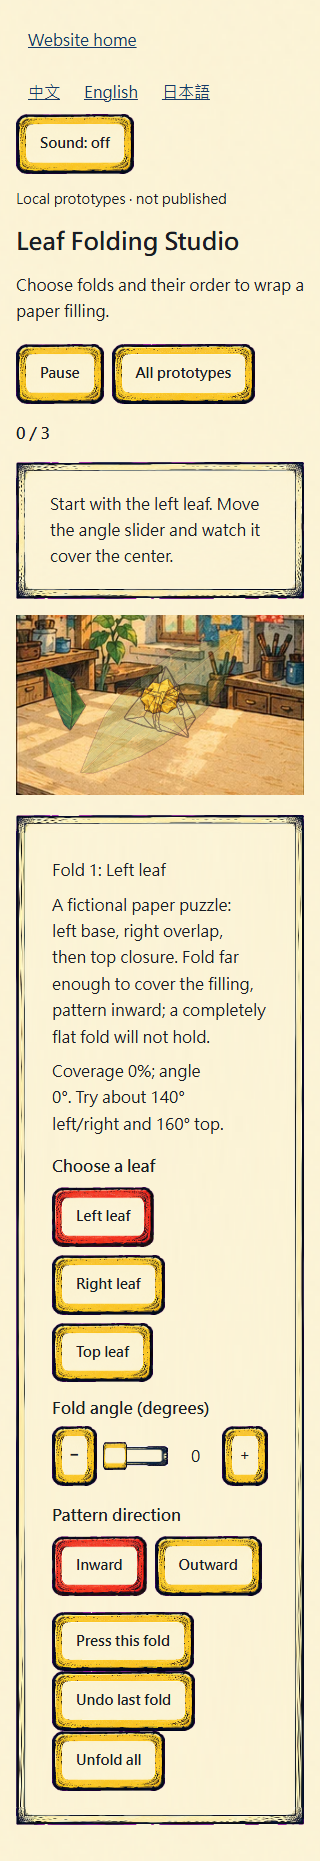 Website home
中文 English 日本語
Sound: off
Local prototypes · not published
Leaf Folding Studio
Choose folds and their order to wrap a
paper filling.
Pause All prototypes
0 / 3
Start with the left leaf. Move
the angle slider and watch it
cover the center.
Fold 1: Left leaf
A fictional paper puzzle:
left base, right overlap,
then top closure. Fold far
enough to cover the filling,
pattern inward; a completely
flat fold will not hold.
Coverage 0%; angle
0°. Try about 140°
left/right and 160° top.
Choose a leaf
Left leaf
Right leaf
Top leaf
Fold angle (degrees)
− 0 +
Pattern direction
Inward Outward
Press this fold
Undo last fold
Unfold all